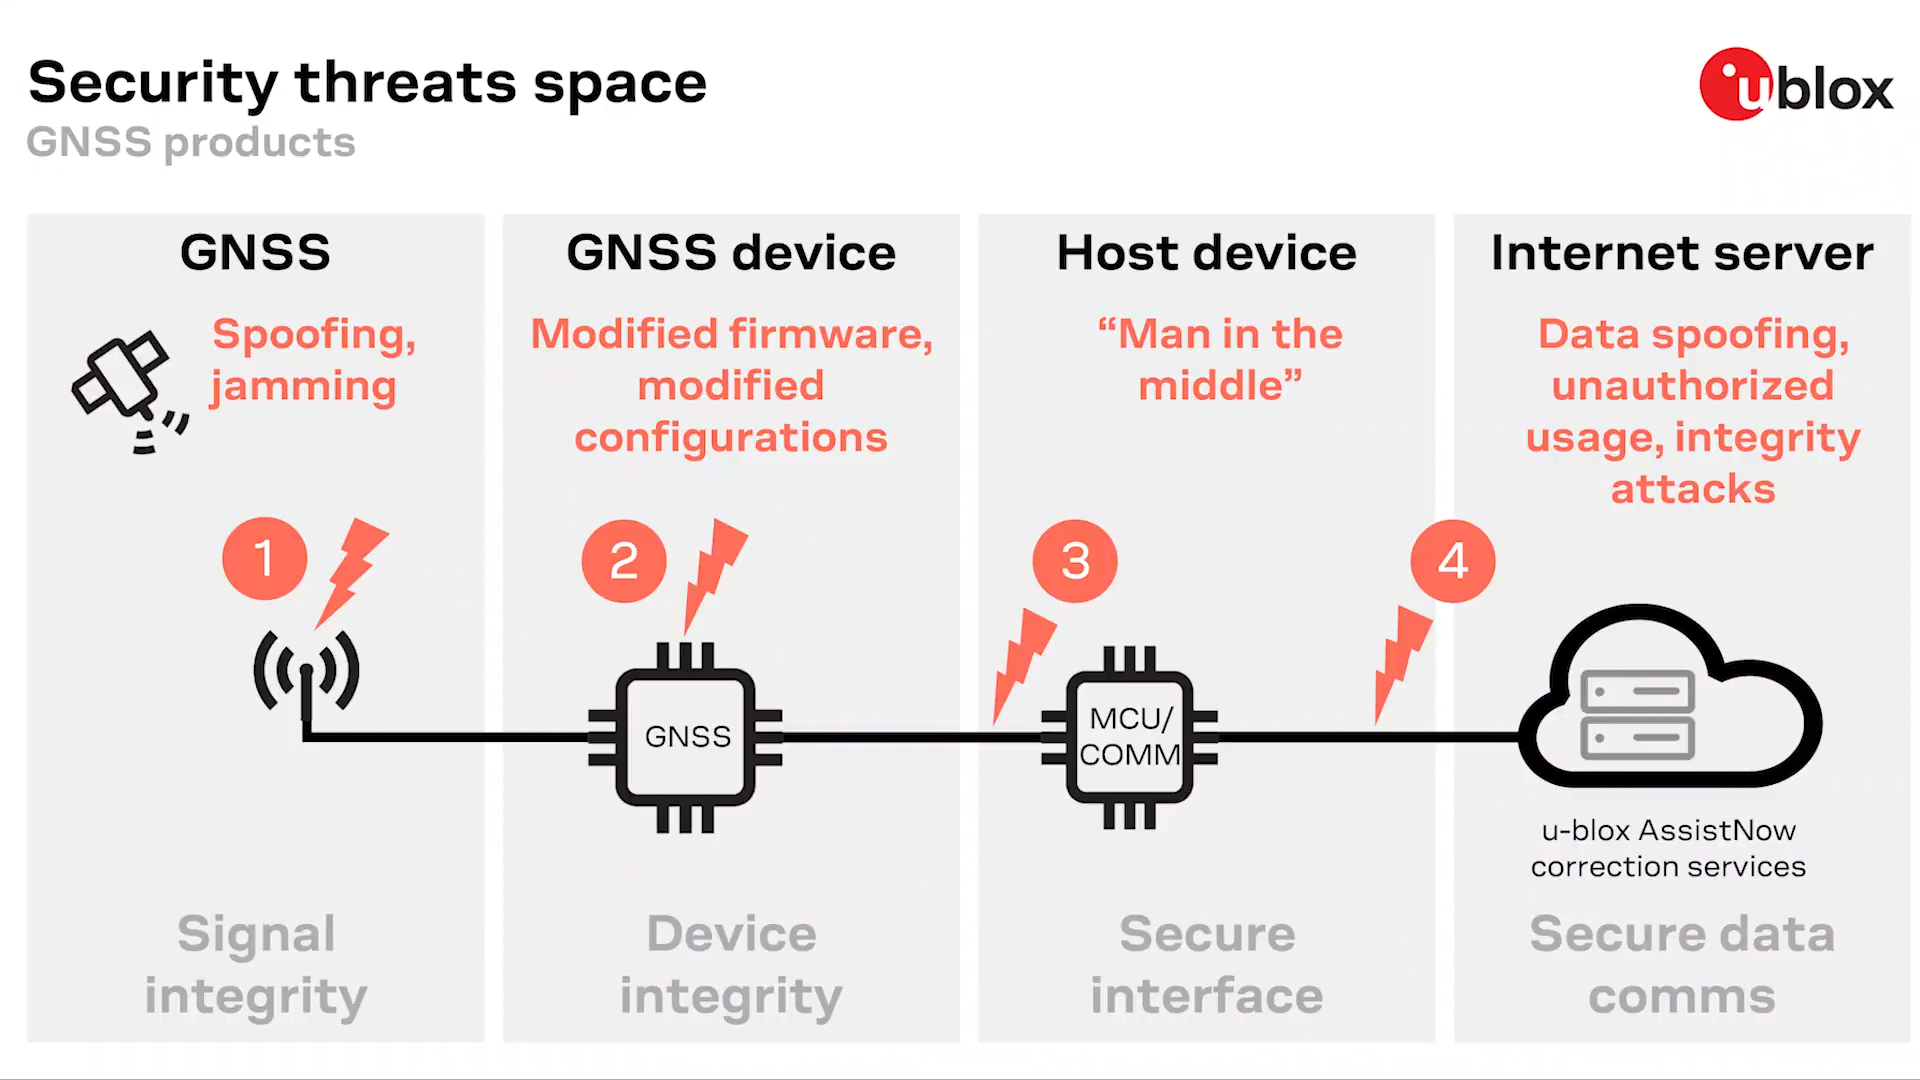 Security threats space
GNSS products
ublox
GNSS
Spoofing,
jamming
1
Signal
integrity
GNSS device
Modified firmware,
modified
configurations
2
GNSS
Device
integrity
Host device
“Man in the
middle”
3
MCU/
COMM
Secure
interface
Internet server
Data spoofing,
unauthorized
usage, integrity
attacks
4
u-blox AssistNow
correction services
Secure data
comms